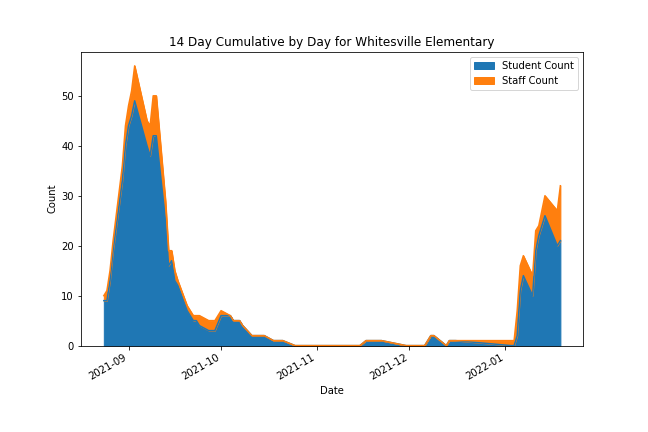 14 Day Cumulative by Day for Whitesville Elementary
Student Count
Staff Count
50
40
30
20
10
0
Count
2021-09
2021-10
2021-11
2021-12
2022-01
Date